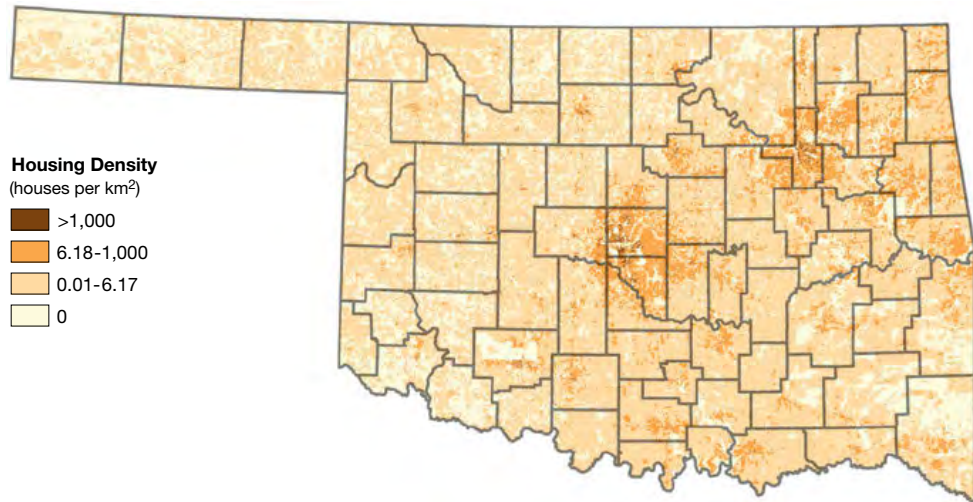 Housing Density
(houses per km²)
>1,000
6.18-1,000
0.01-6.17
0